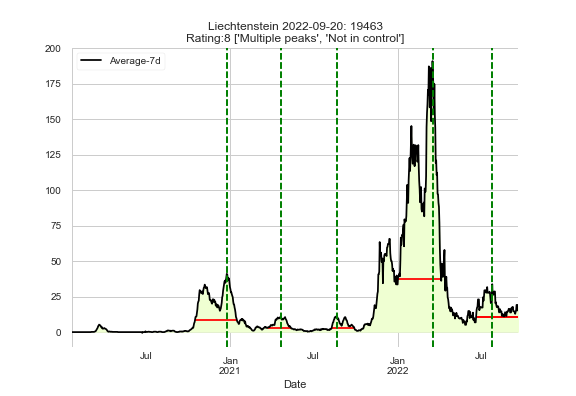 Liechtenstein 2022-09-20: 19463
Rating:8 ['Multiple peaks', 'Not in control']
Average-7d
200
175
150
125
100
75
50
25
0
Jul
Jan
2021
Jul
Jan
2022
Jul
Date